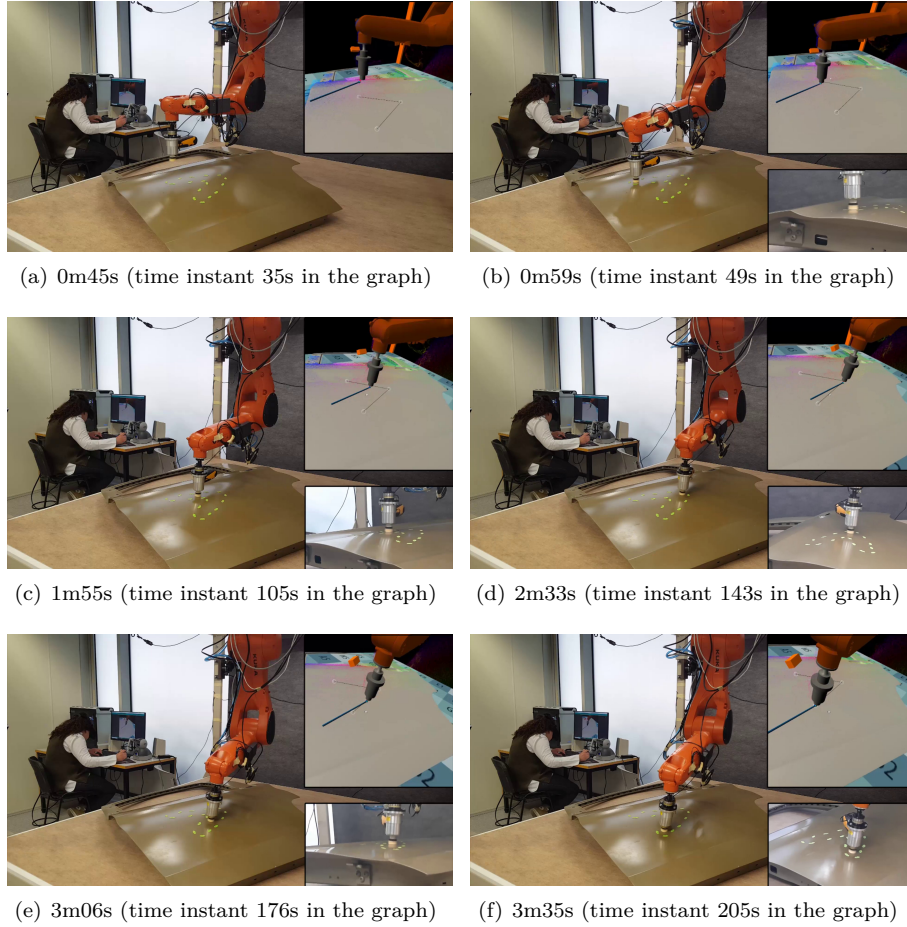 (a) 0m45s (time instant 35s in the graph)
(b) 0m59s (time instant 49s in the graph)
(c) 1m55s (time instant 105s in the graph)
(d) 2m33s (time instant 143s in the graph)
(e) 3m06s (time instant 176s in the graph)
(f) 3m35s (time instant 205s in the graph)